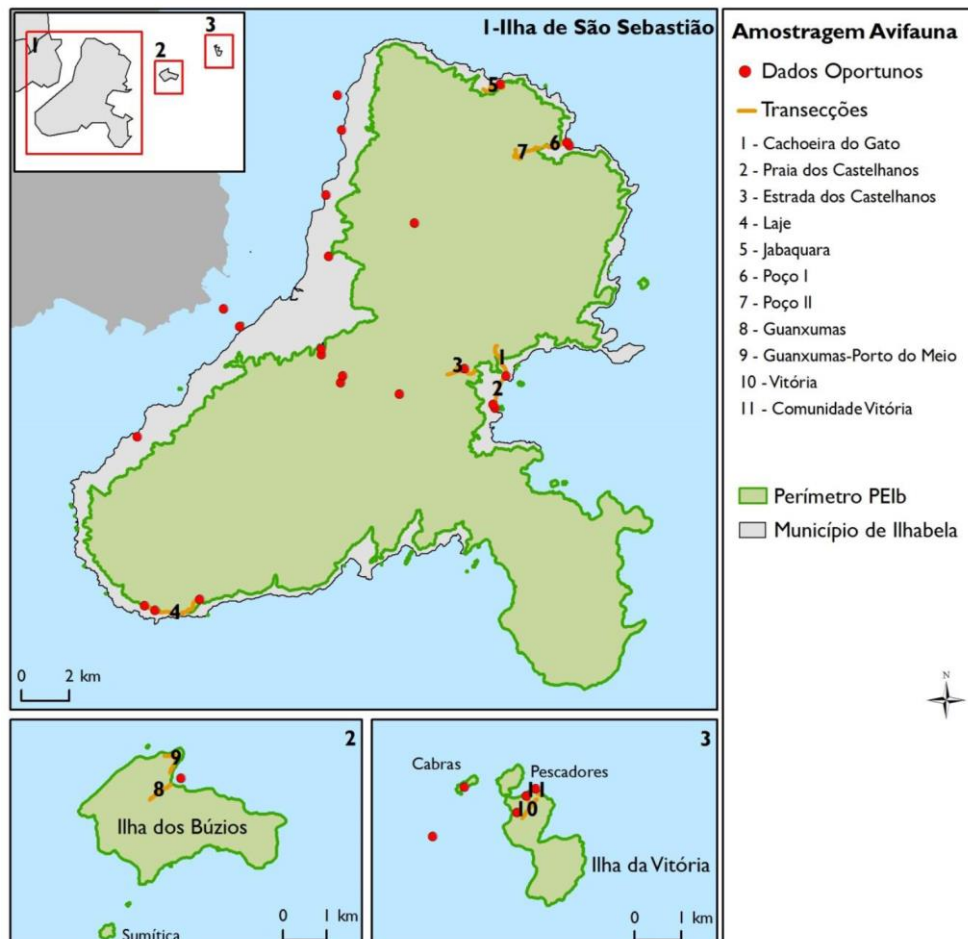 1
2
3
1-Ilha de São Sebastião
5
6
7
1
3
2
4
0 2 km
2
9
8
Ilha dos Búzios
0 1 km
Sumítica
3
Cabras
Pescadores
11
10
Ilha da Vitória
0 1 km
Amostragem Avifauna
Dados Oportunos
Transecções
1 - Cachoeira do Gato
2 - Praia dos Castelhanos
3 - Estrada dos Castelhanos
4 - Laje
5 - Jabaquara
6 - Poço I
7 - Poço II
8 - Guanxumas
9 - Guanxumas-Porto do Meio
10 - Vitória
11 - Comunidade Vitória
Perímetro PEIb
Município de Ilhabela
N